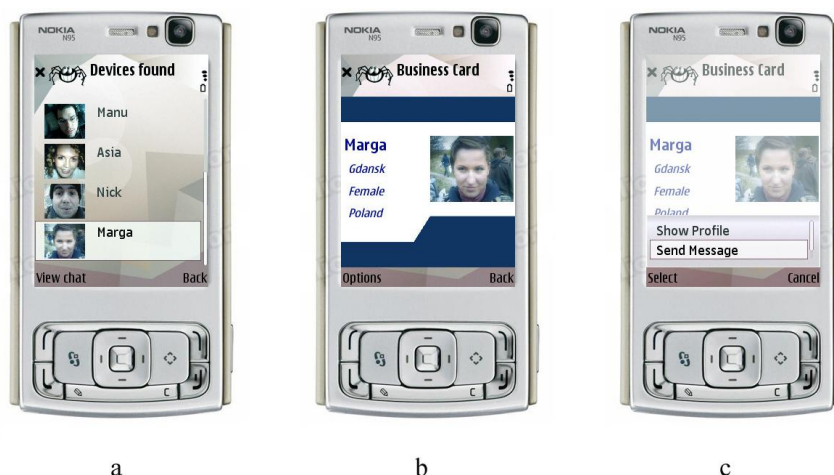 NOKIA
N95
Devices found
Manu
Asia
Nick
Marga
View chat Back
C
a
NOKIA
N95
Business Card
Marga
Gdansk
Female
Poland
Options Back
C
b
NOKIA
N95
Business Card
Marga
Gdansk
Female
Poland
Show Profile
Send Message
Select Cancel
C
c